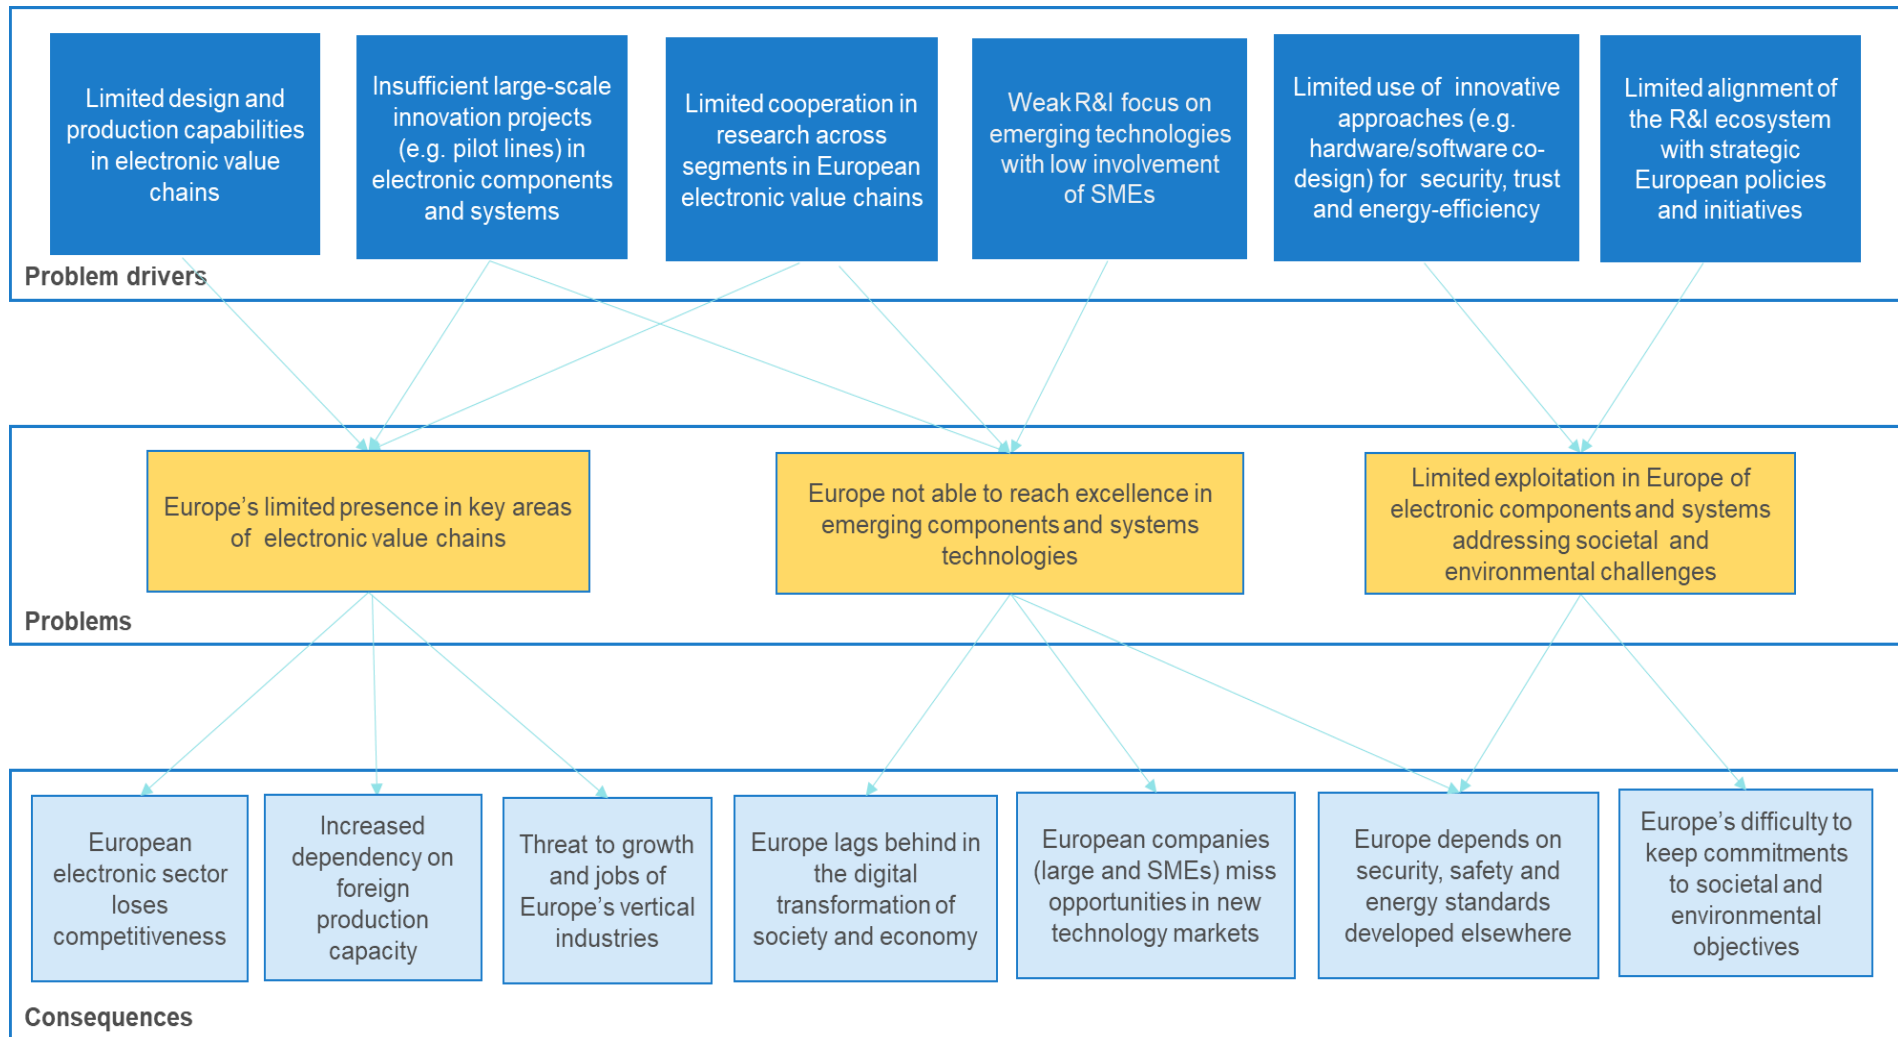 Limited design and
production capabilities
in electronic value
chains
Insufficient large-scale
innovation projects
(e.g. pilot lines) in
electronic components
and systems
Limited cooperation in
research across
segments in European
electronic value chains
Weak R&I focus on
emerging technologies
with low involvement
of SMEs
Limited use of innovative
approaches (e.g.
hardware/software co-
design) for security, trust
and energy-efficiency
Limited alignment of
the R&I ecosystem
with strategic
European policies
and initiatives
Problem drivers
Europe’s limited presence in key areas
of electronic value chains
Europe not able to reach excellence in
emerging components and systems
technologies
Limited exploitation in Europe of
electronic components and systems
addressing societal and
environmental challenges
Problems
European
electronic sector
loses
competitiveness
Increased
dependency on
foreign
production
capacity
Threat to growth
and jobs of
Europe’s vertical
industries
Europe lags behind in
the digital
transformation of
society and economy
European companies
(large and SMEs) miss
opportunities in new
technology markets
Europe depends on
security, safety and
energy standards
developed elsewhere
Europe’s difficulty to
keep commitments
to societal and
environmental
objectives
Consequences